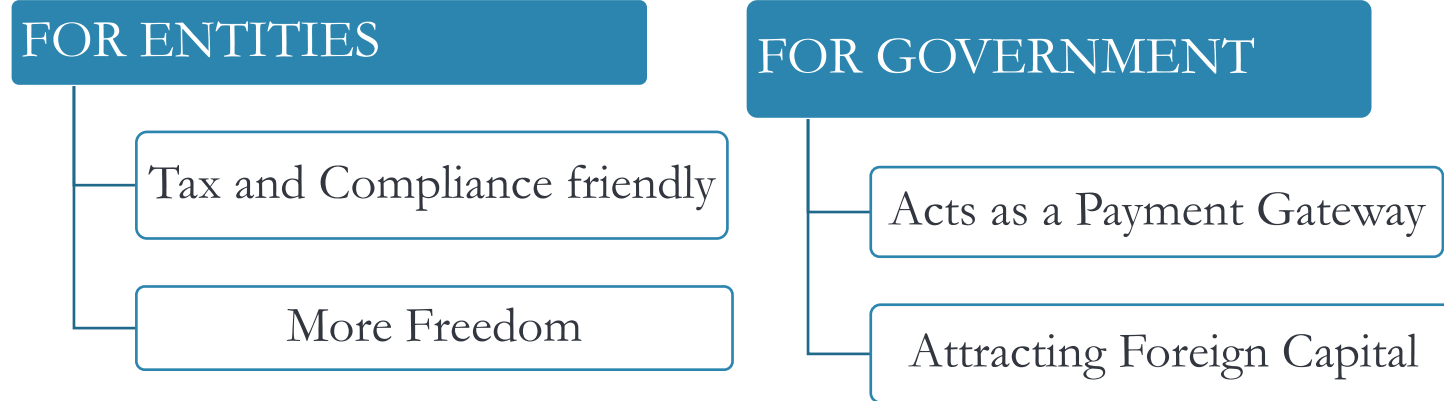 FOR ENTITIES
Tax and Compliance friendly
More Freedom
FOR GOVERNMENT
Acts as a Payment Gateway
Attracting Foreign Capital